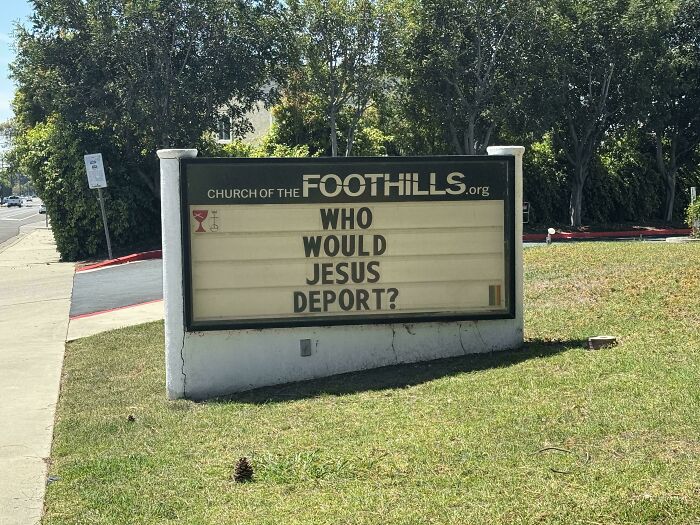 CHURCH OF THE FOOTHILLS.org
WHO
WOULD
JESUS
DEPORT?